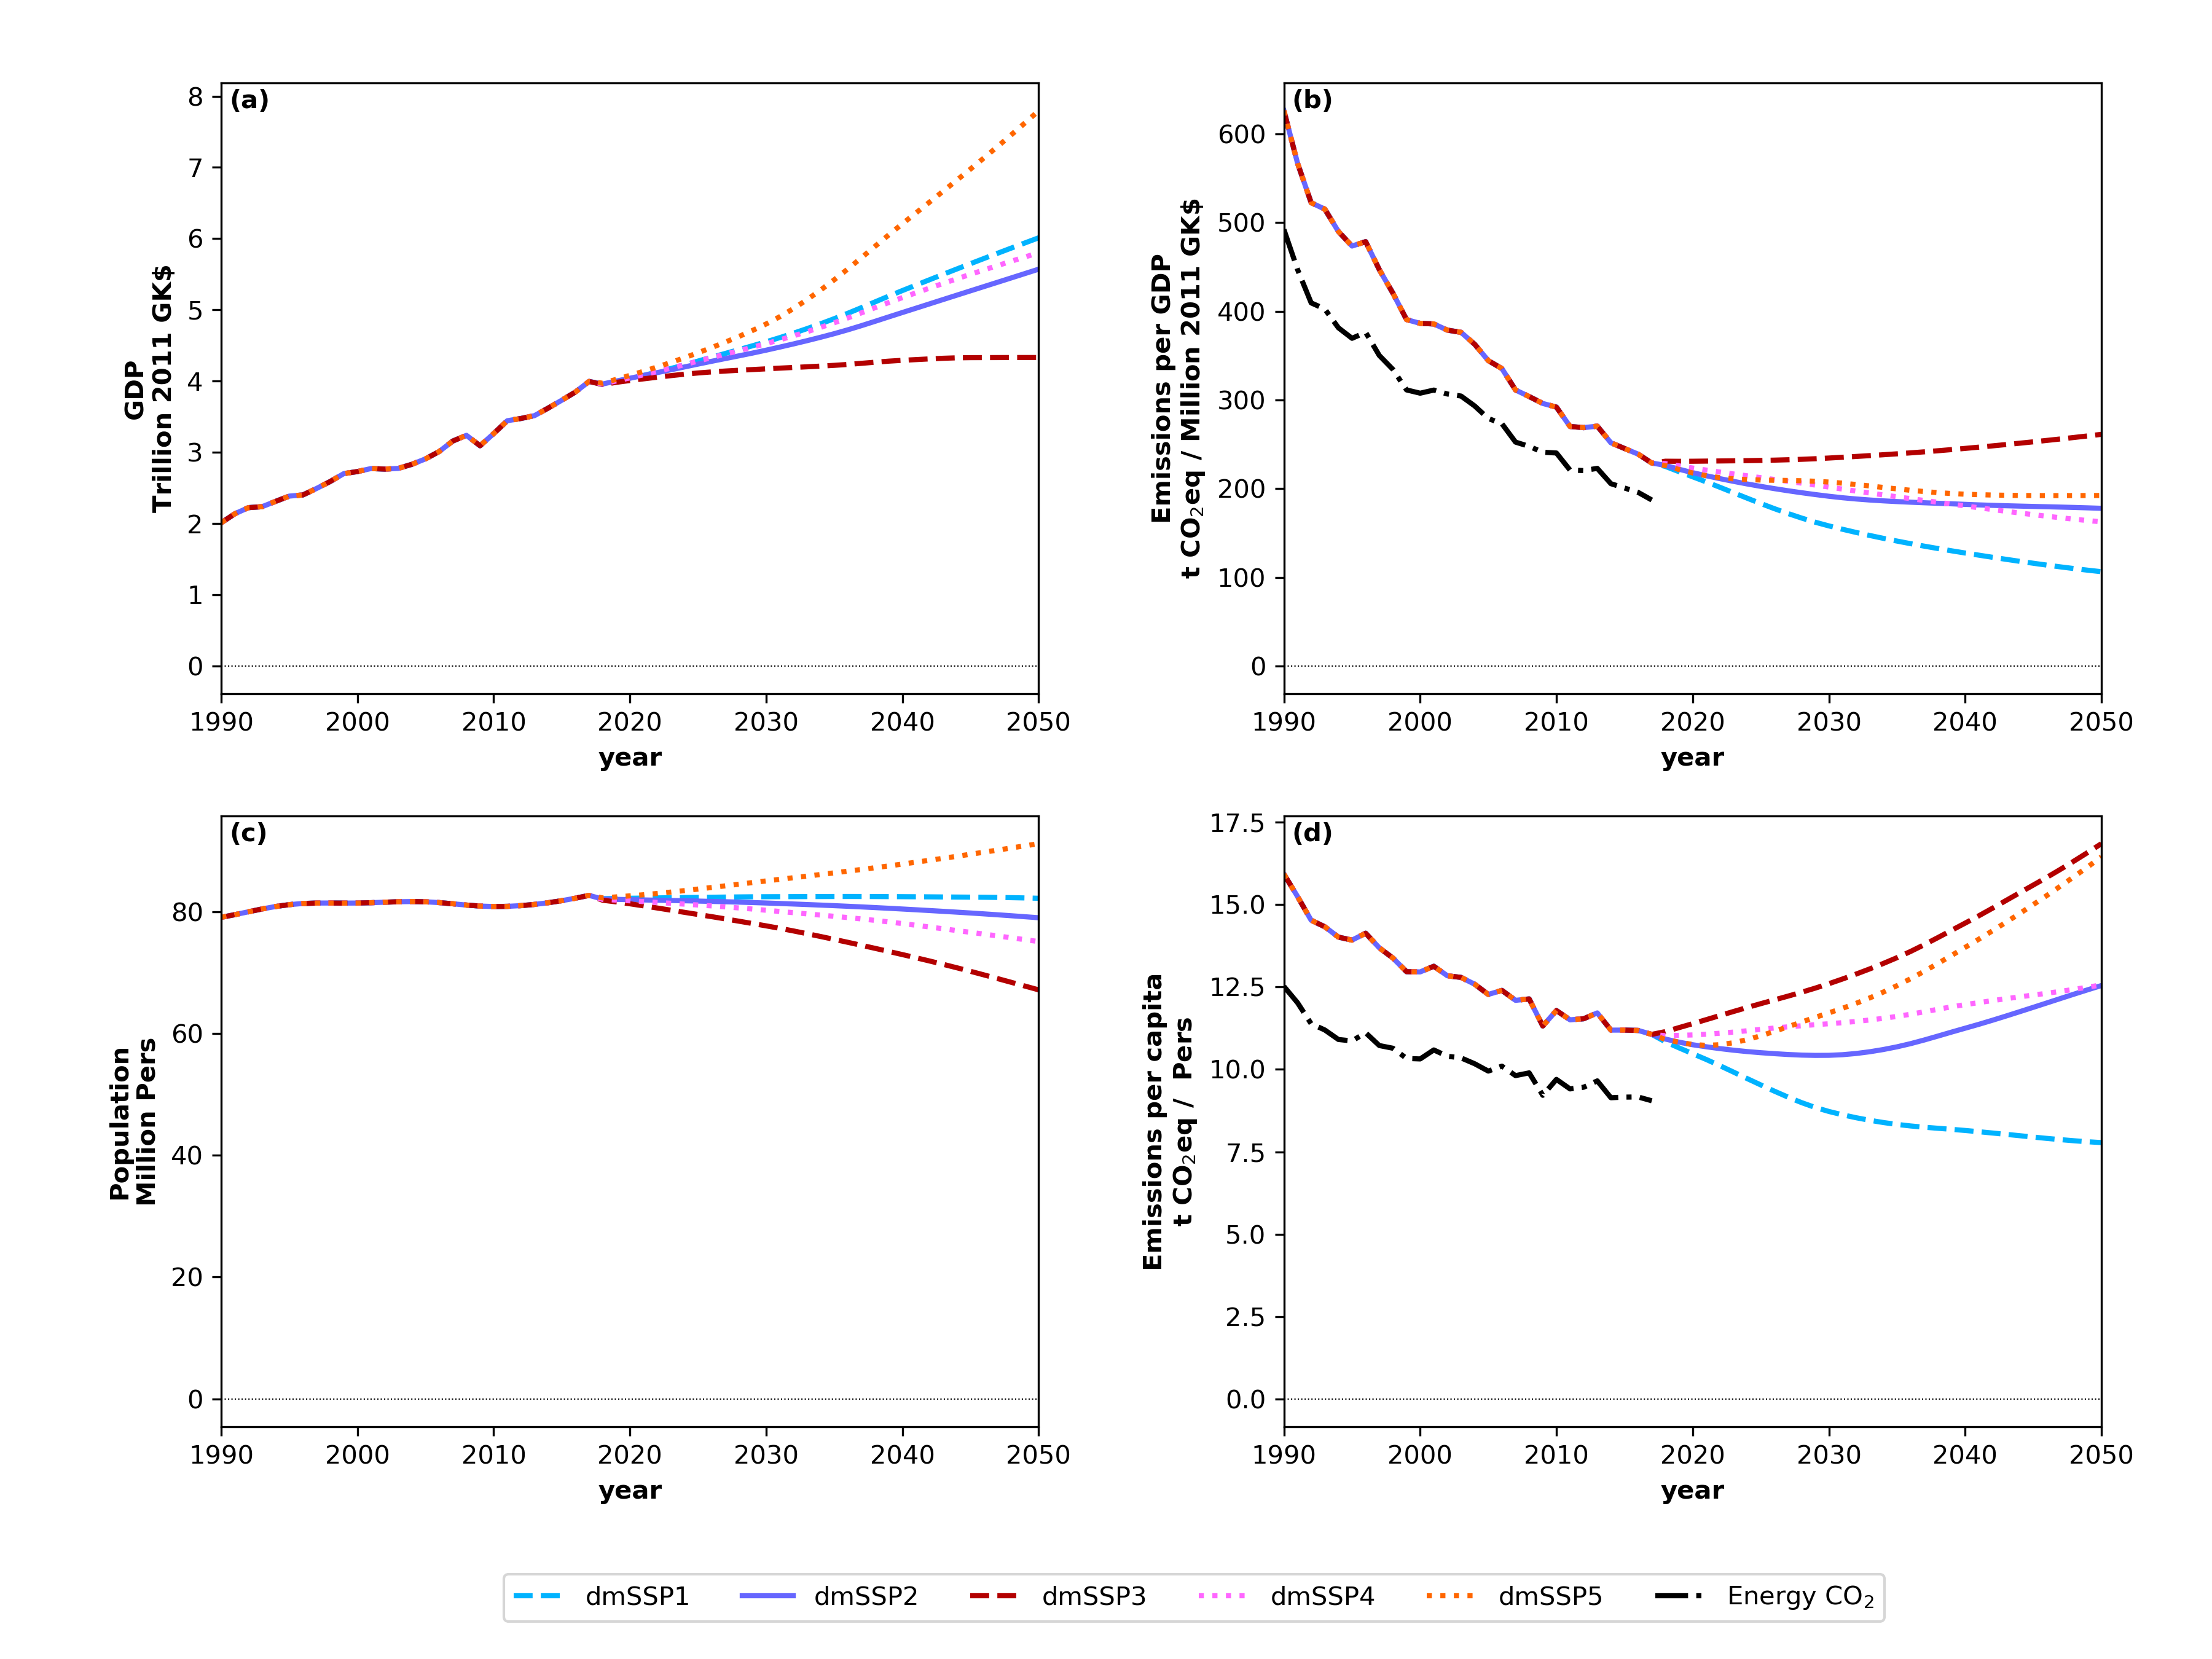 (a)
8
7
6
5
4
3
2
1
0
GDP
Trillion 2011 GK$
1990 2000 2010 2020 2030 2040 2050
year
(b)
600
500
400
300
200
100
0
Emissions per GDP
t CO₂eq / Million 2011 GK$
1990 2000 2010 2020 2030 2040 2050
year
(c)
80
60
40
20
0
Population
Million Pers
1990 2000 2010 2020 2030 2040 2050
year
(d)
17.5
15.0
12.5
10.0
7.5
5.0
2.5
0.0
Emissions per capita
t CO₂eq / Pers
1990 2000 2010 2020 2030 2040 2050
year
dmSSP1 dmSSP2 dmSSP3 dmSSP4 dmSSP5 Energy CO₂